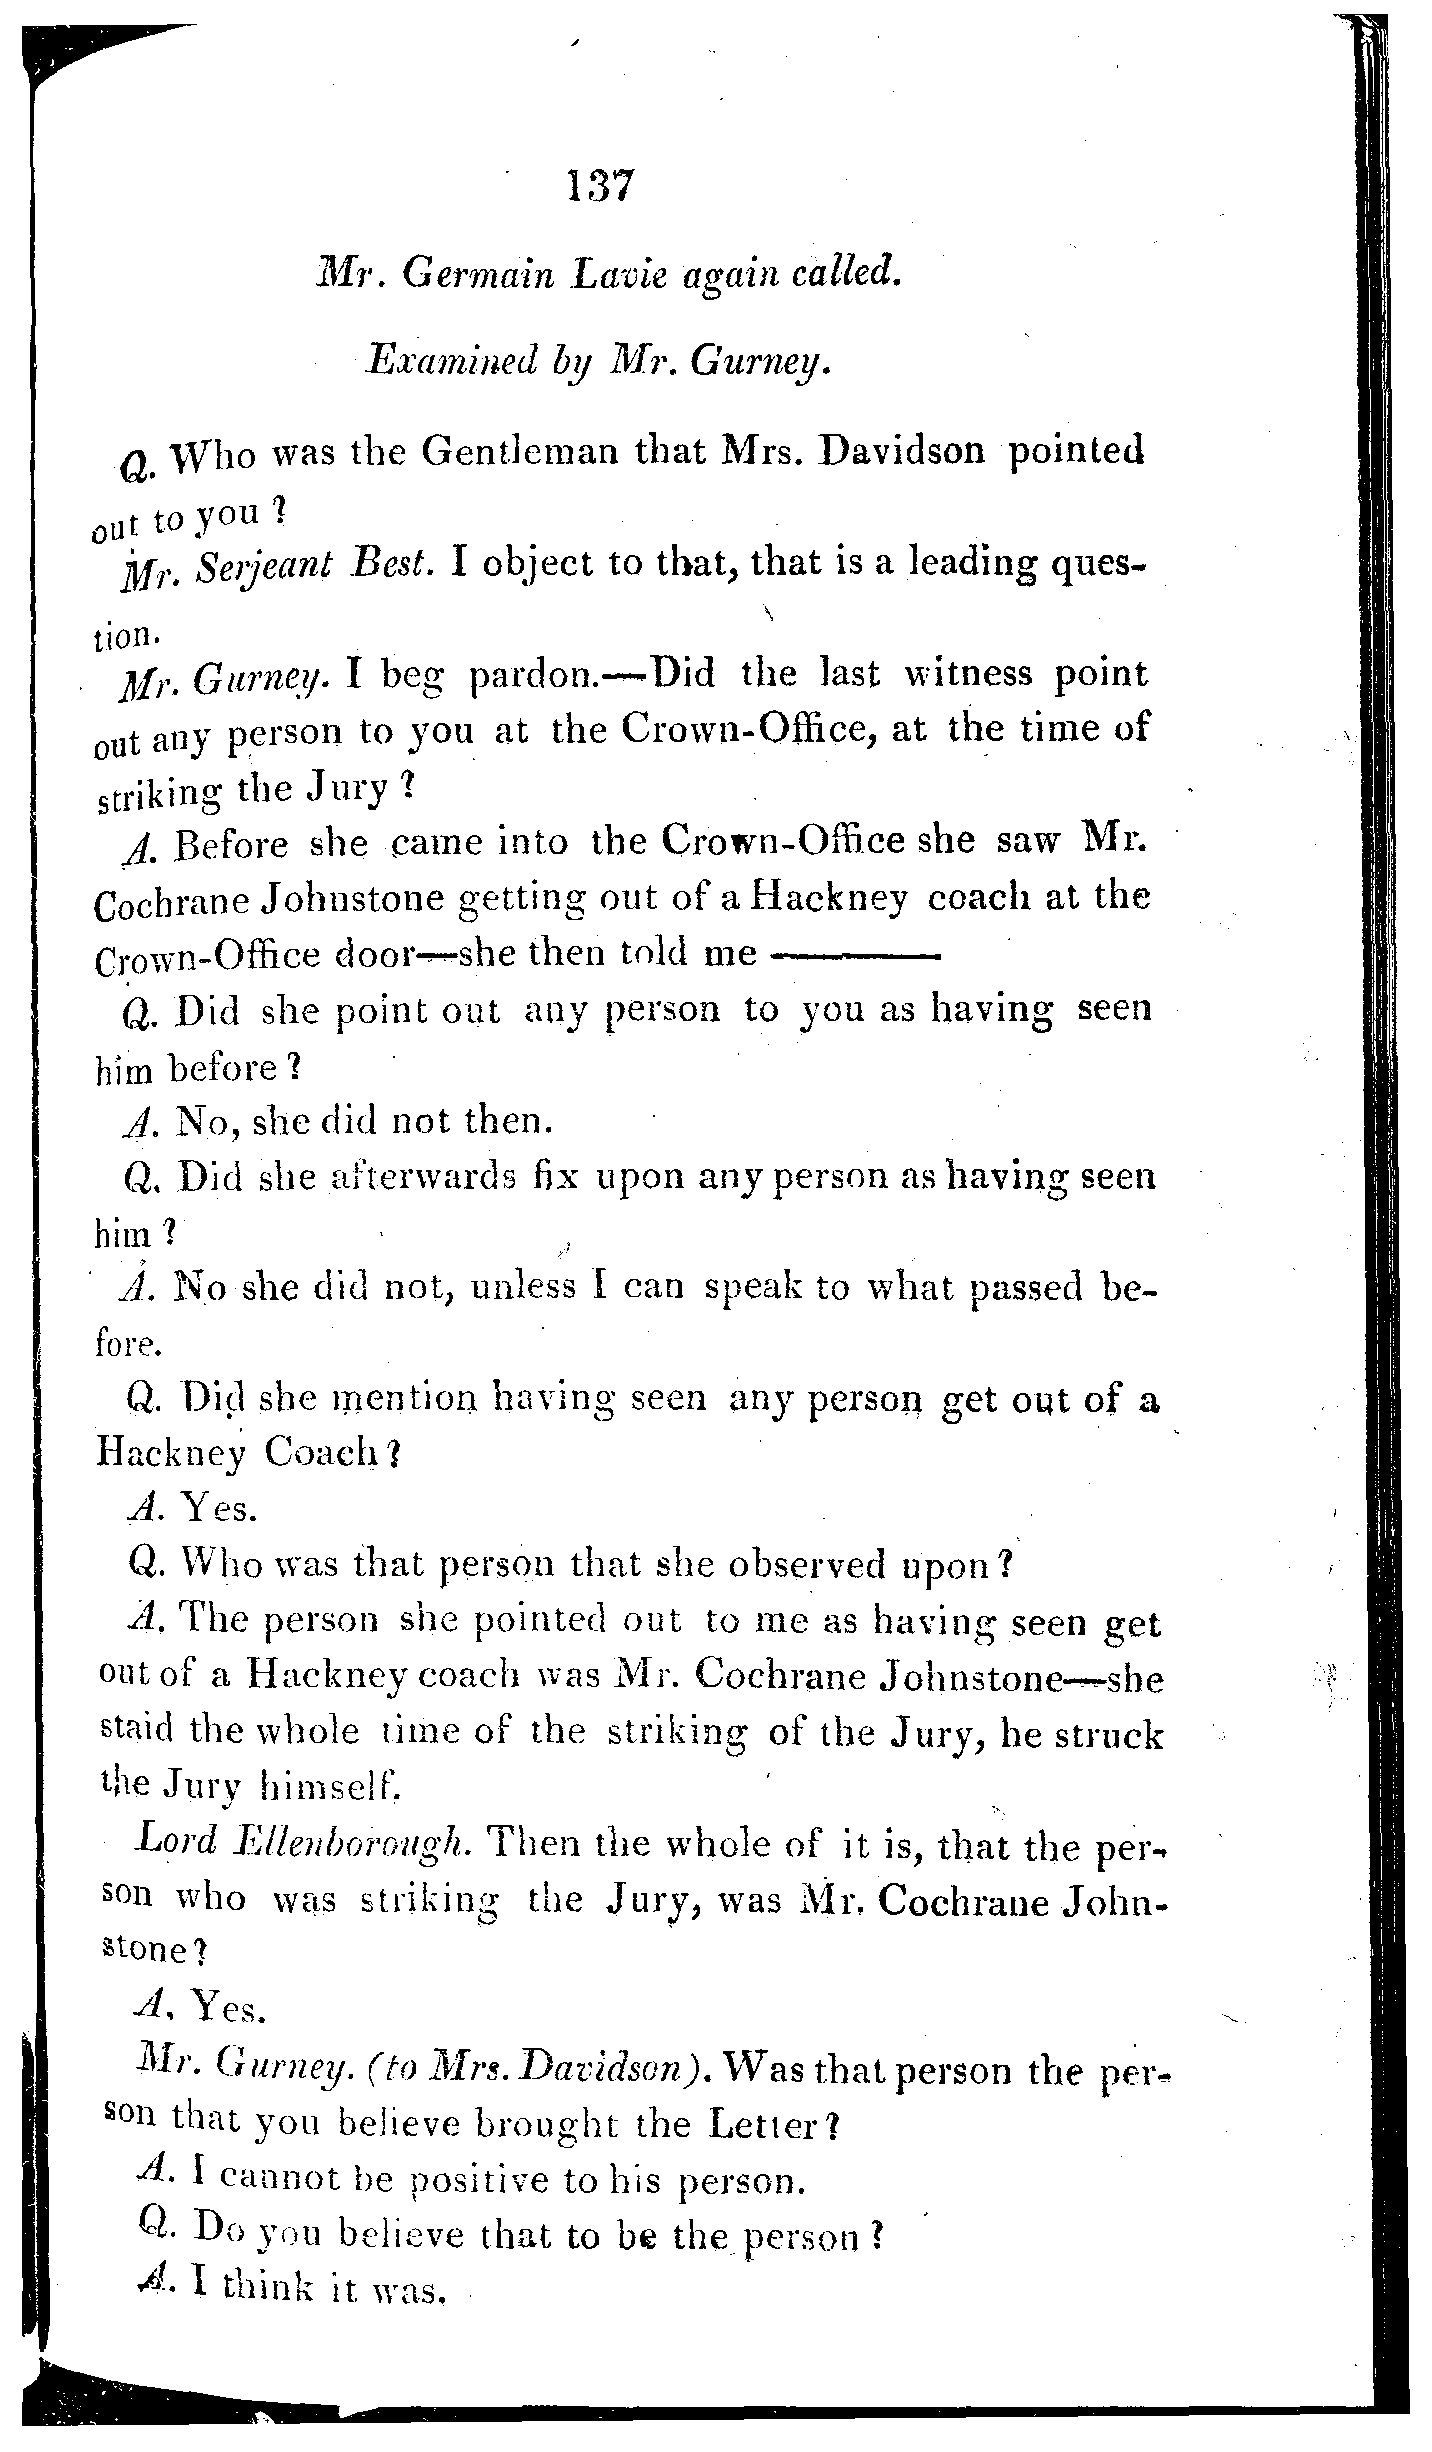 137
Mr. Germain Lavie again called.
Examined by Mr. Gurney.
Q. Who was the Gentleman that Mrs. Davidson pointed
out to you?
Mr. Serjeant Best. I object to that, that is a leading ques-
tion.
Mr. Gurney. I beg pardon.—Did the last witness point
out any person to you at the Crown-Office, at the time of
striking the Jury?
A. Before she came into the Crown-Office she saw Mr.
Cochrane Johnstone getting out of a Hackney coach at the
Crown-Office door—she then told me ———
Q. Did she point out any person to you as having seen
him before?
A. No, she did not then.
Q. Did she afterwards fix upon any person as having seen
him?
A. No she did not, unless I can speak to what passed be-
fore.
Q. Did she mention having seen any person get out of a
Hackney Coach?
A. Yes.
Q. Who was that person that she observed upon?
A. The person she pointed out to me as having seen get
out of a Hackney coach was Mr. Cochrane Johnstone—she
staid the whole time of the striking of the Jury, he struck
the Jury himself.
Lord Ellenborough. Then the whole of it is, that the per-
son who was striking the Jury, was Mr. Cochrane John-
stone?
A. Yes.
Mr. Gurney. (to Mrs. Davidson). Was that person the per-
son that you believe brought the Letter?
A. I cannot be positive to his person.
Q. Do you believe that to be the person?
A. I think it was.